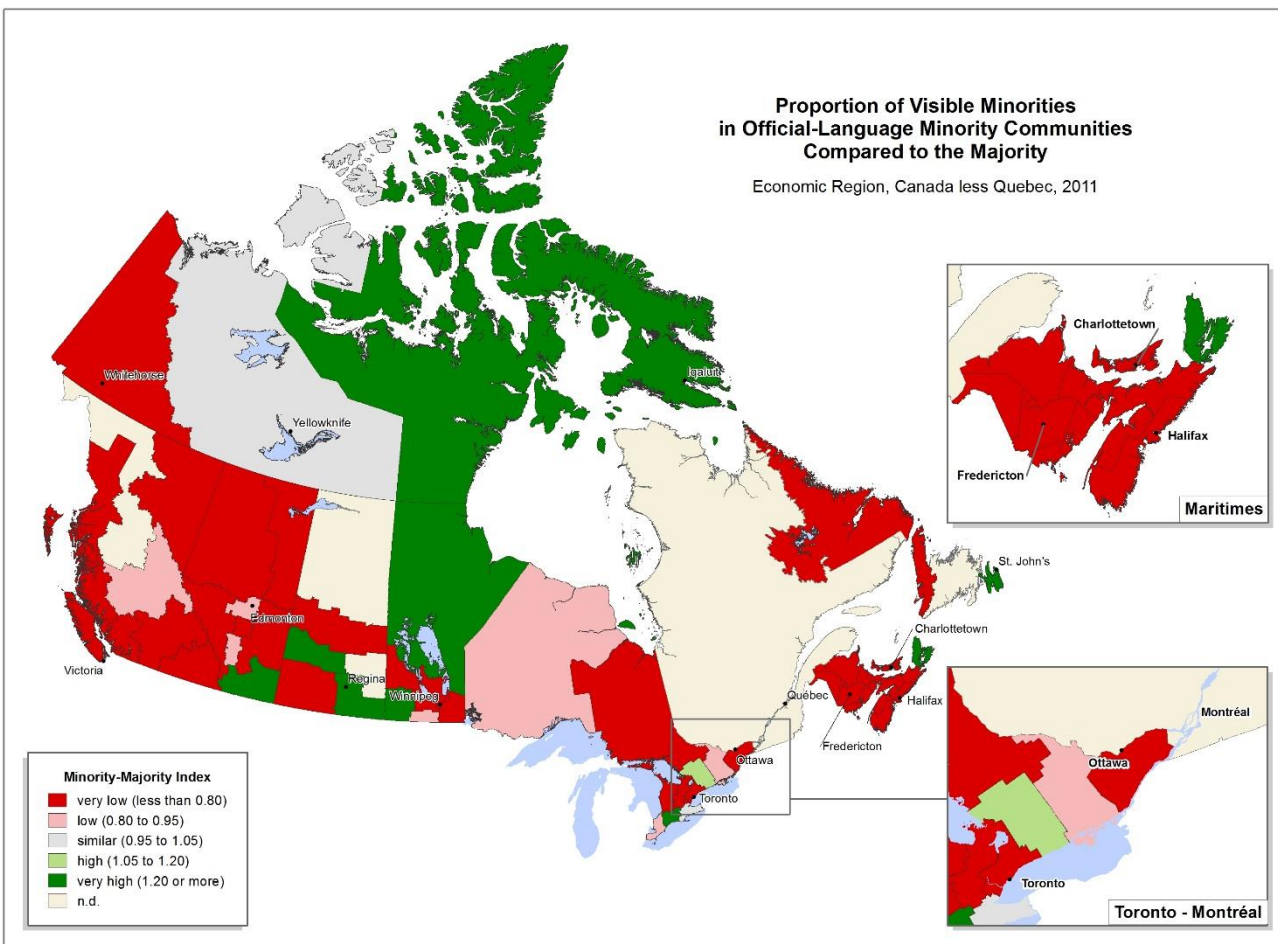 Proportion of Visible Minorities
in Official-Language Minority Communities
Compared to the Majority
Economic Region, Canada less Quebec, 2011
Whitehorse
Yellowknife
Iqaluit
Edmonton
Victoria
Regina
Winnipeg
St. John's
Charlottetown
Québec
Halifax
Fredericton
Ottawa
Toronto
Charlottetown
Halifax
Fredericton
Maritimes
Montréal
Ottawa
Toronto
Toronto - Montréal
Minority-Majority Index
very low (less than 0.80)
low (0.80 to 0.95)
similar (0.95 to 1.05)
high (1.05 to 1.20)
very high (1.20 or more)
n.d.